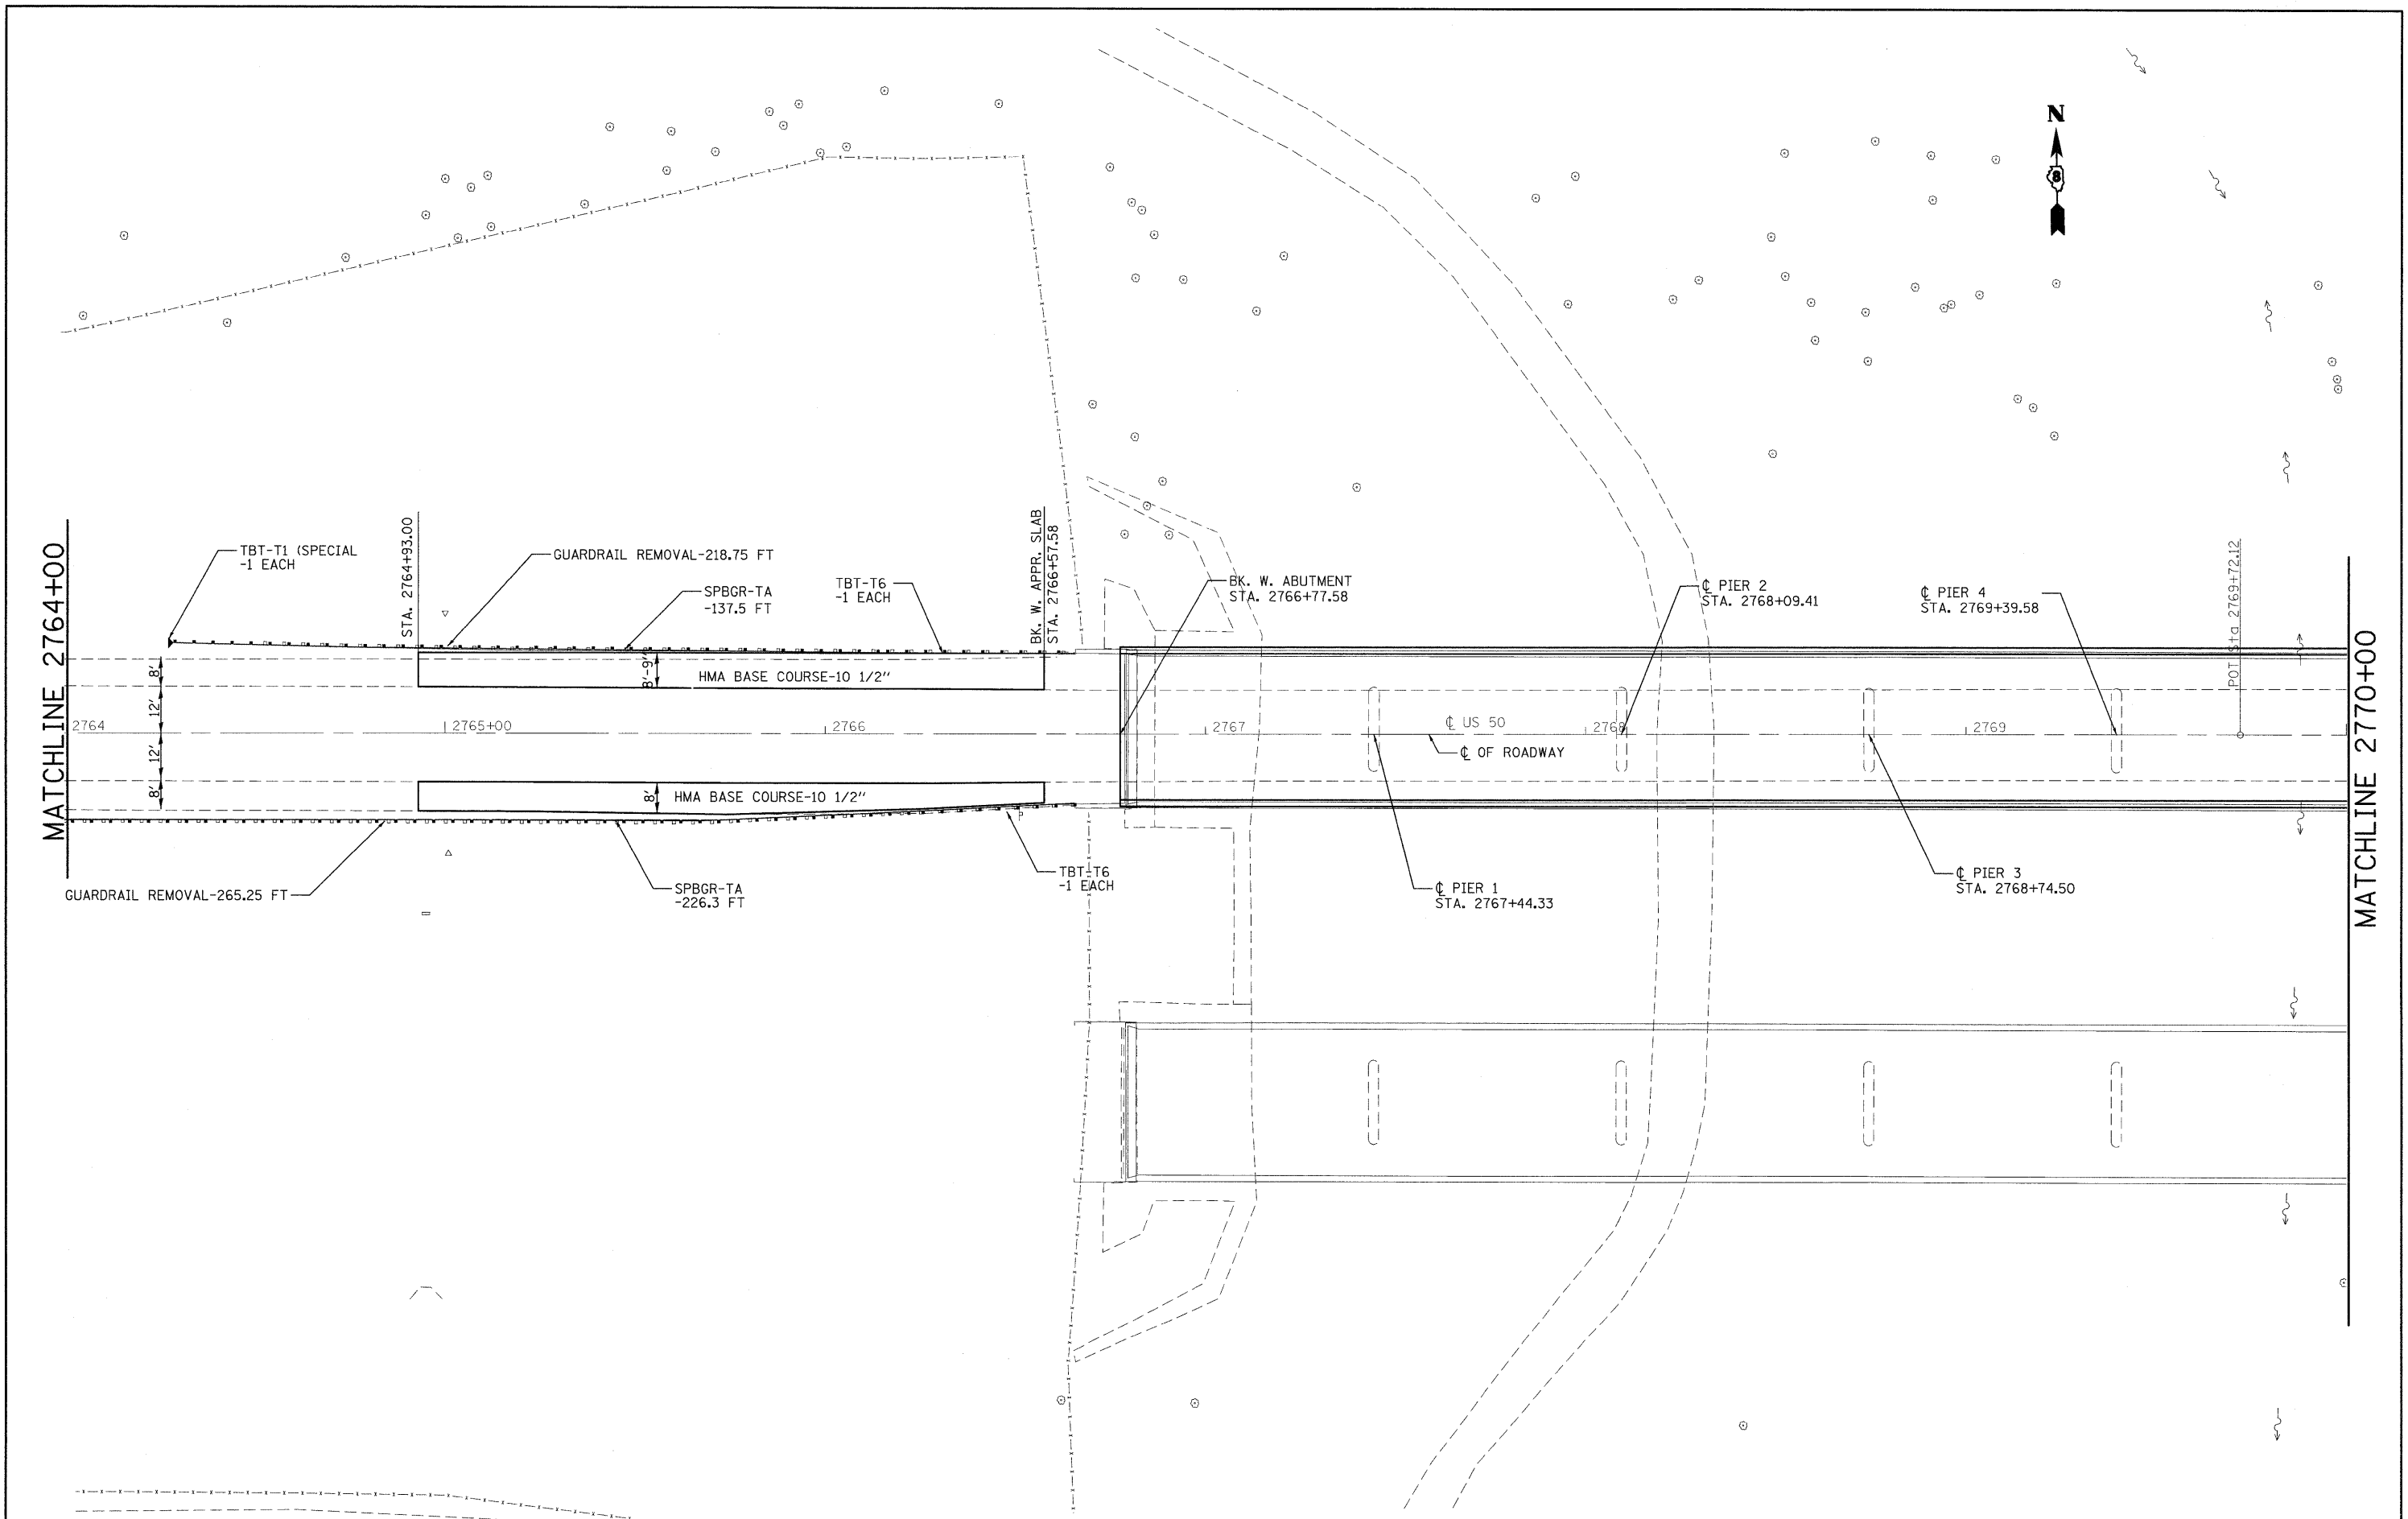 N
8
MATCHLINE 2764+00
TBT-T1 (SPECIAL
-1 EACH
STA. 2764+93.00
GUARDRAIL REMOVAL-218.75 FT
SPBGR-TA
-137.5 FT
TBT-T6
-1 EACH
BK. W. APPR. SLAB
STA. 2766+57.58
BK. W. ABUTMENT
STA. 2766+77.58
℄ PIER 2
STA. 2768+09.41
℄ PIER 4
STA. 2769+39.58
POT Sta 2769+72.12
MATCHLINE 2770+00
8'
12'
12'
8'
8'-9"
HMA BASE COURSE-10 1/2"
2764
2765+00
2766
2767
℄ US 50
2768
2769
℄ OF ROADWAY
8'
HMA BASE COURSE-10 1/2"
P
GUARDRAIL REMOVAL-265.25 FT
SPBGR-TA
-226.3 FT
TBT-T6
-1 EACH
℄ PIER 1
STA. 2767+44.33
℄ PIER 3
STA. 2768+74.50